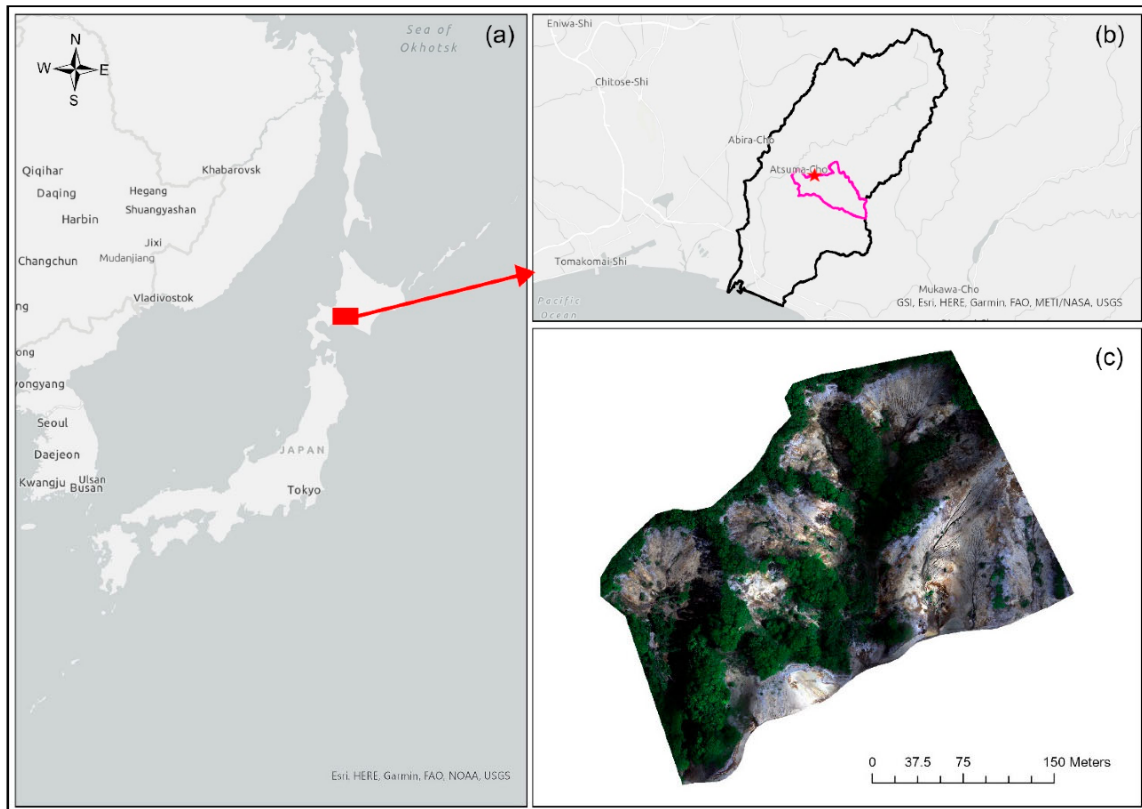 Sea of
Okhotsk
(a)
N
W
E
S
Khabarovsk
Qiqihar
Daqing
Hegang
Shuangyashan
Harbin
Jixi
Mudanjiang
Changchun
ng
Vladivostok
ong
yongyang
Seoul
Daejeon
Kwangju
Ulsan
Busan
JAPAN
Tokyo
Esri, HERE, Garmin, FAO, NOAA, USGS
(b)
Eniwa-Shi
Chitose-Shi
Abira-Cho
Atsuma-Cho
Tomakomai-Shi
Pacific
Ocean
Mukawa-Cho
GSI, Esri, HERE, Garmin, FAO, METI/NASA, USGS
(c)
0 37.5 75 150 Meters